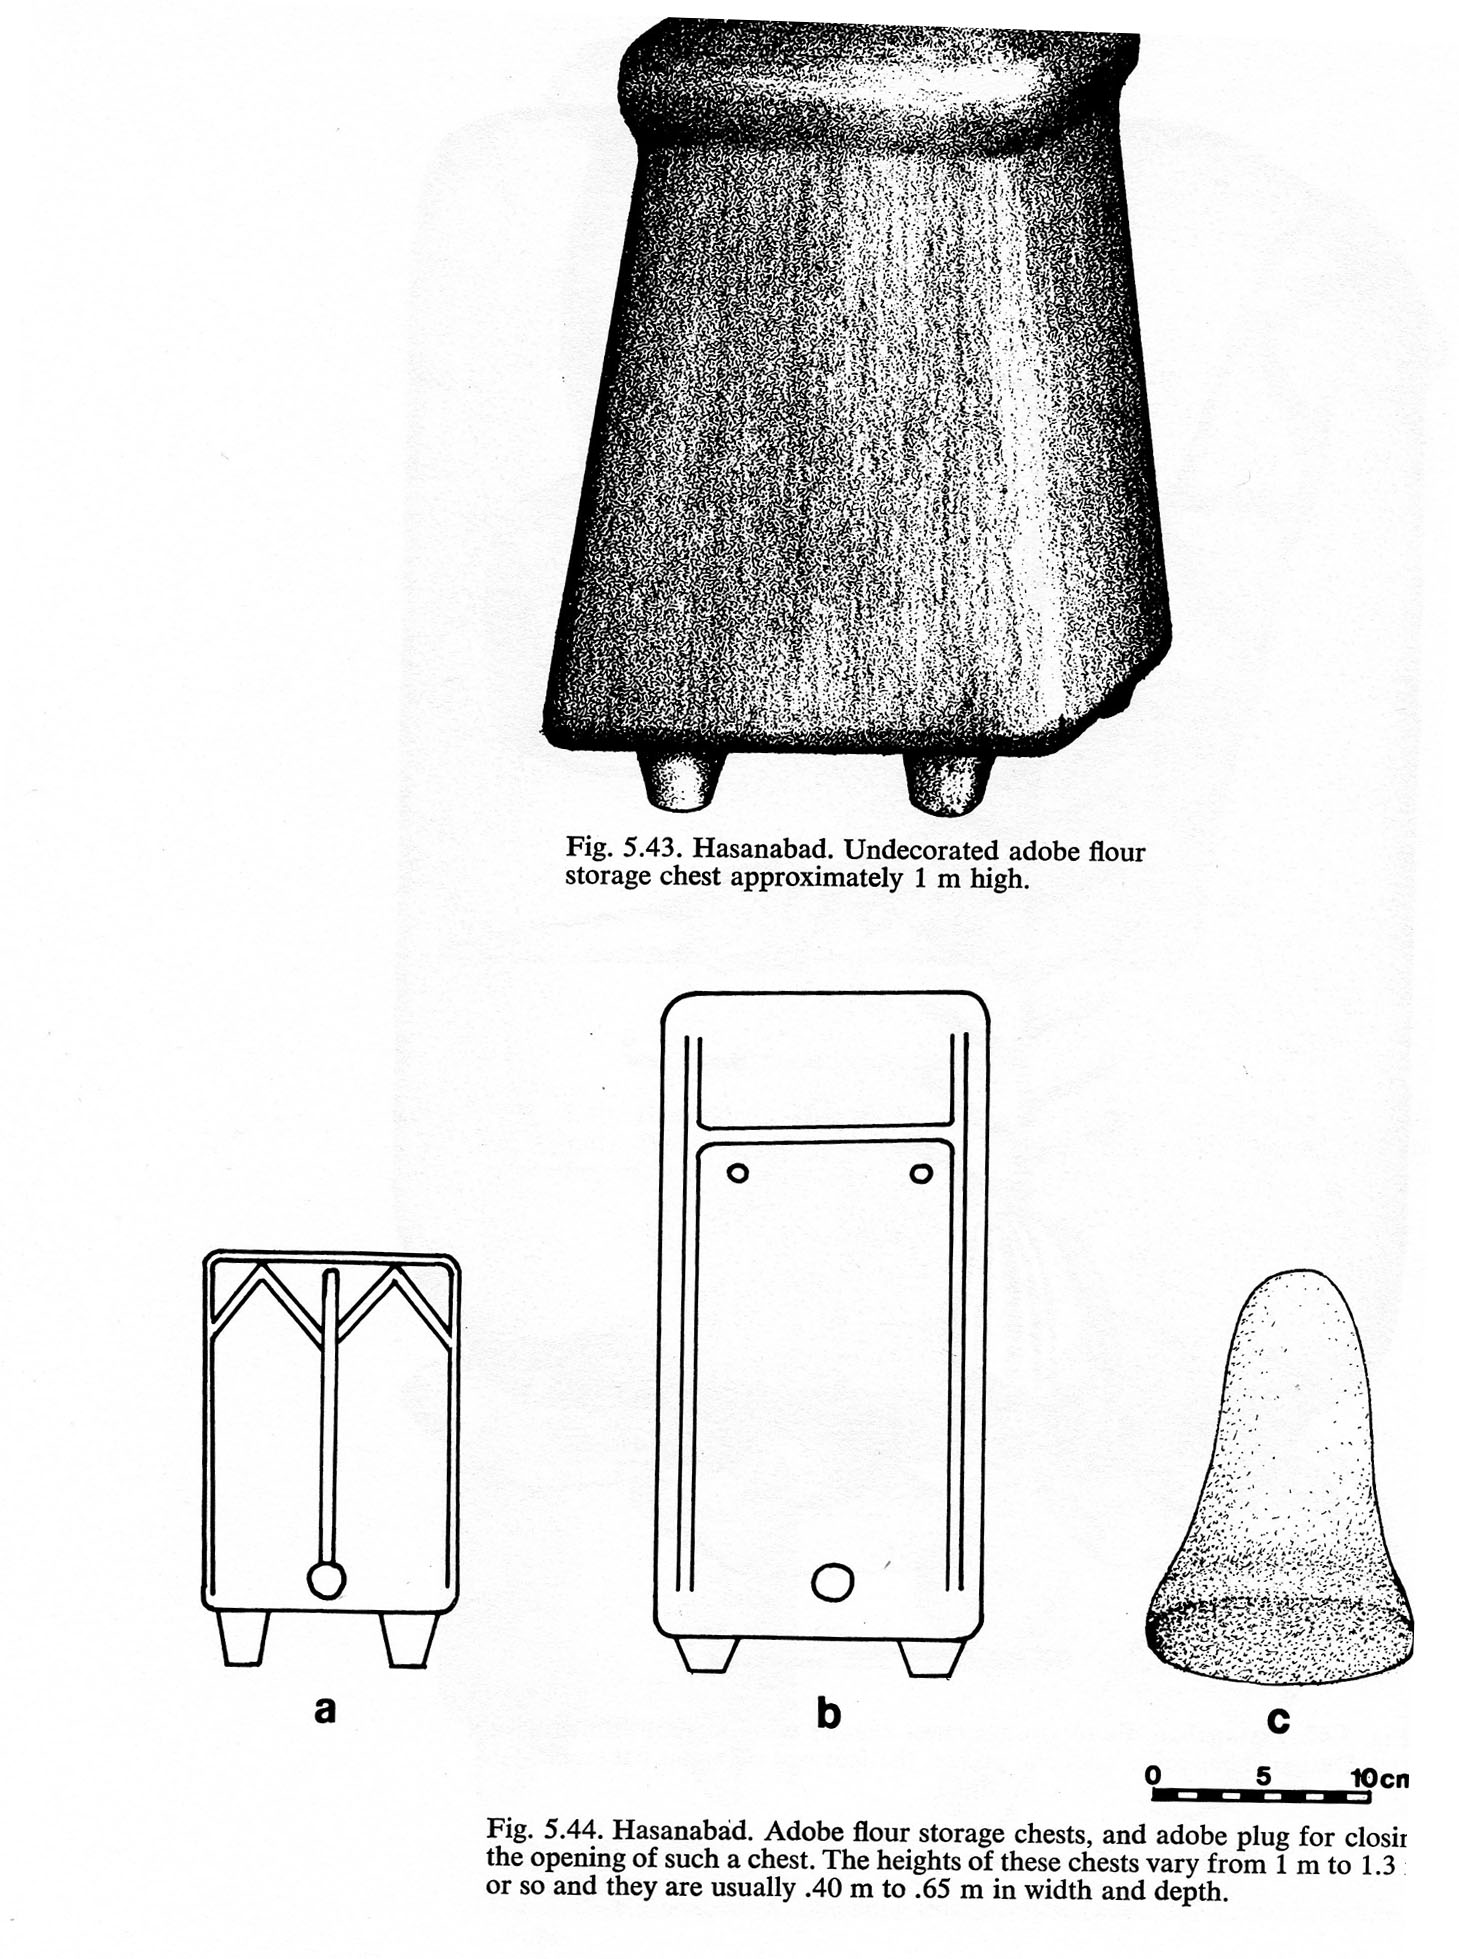 Fig. 5.43. Hasanabad. Undecorated adobe flour
storage chest approximately 1 m high.
a
b
c
0 5 10cm
Fig. 5.44. Hasanabad. Adobe flour storage chests, and adobe plug for
the opening of such a chest. The heights of these chests vary from 1 m to 1.3
or so and they are usually .40 m to .65 m in width and depth.